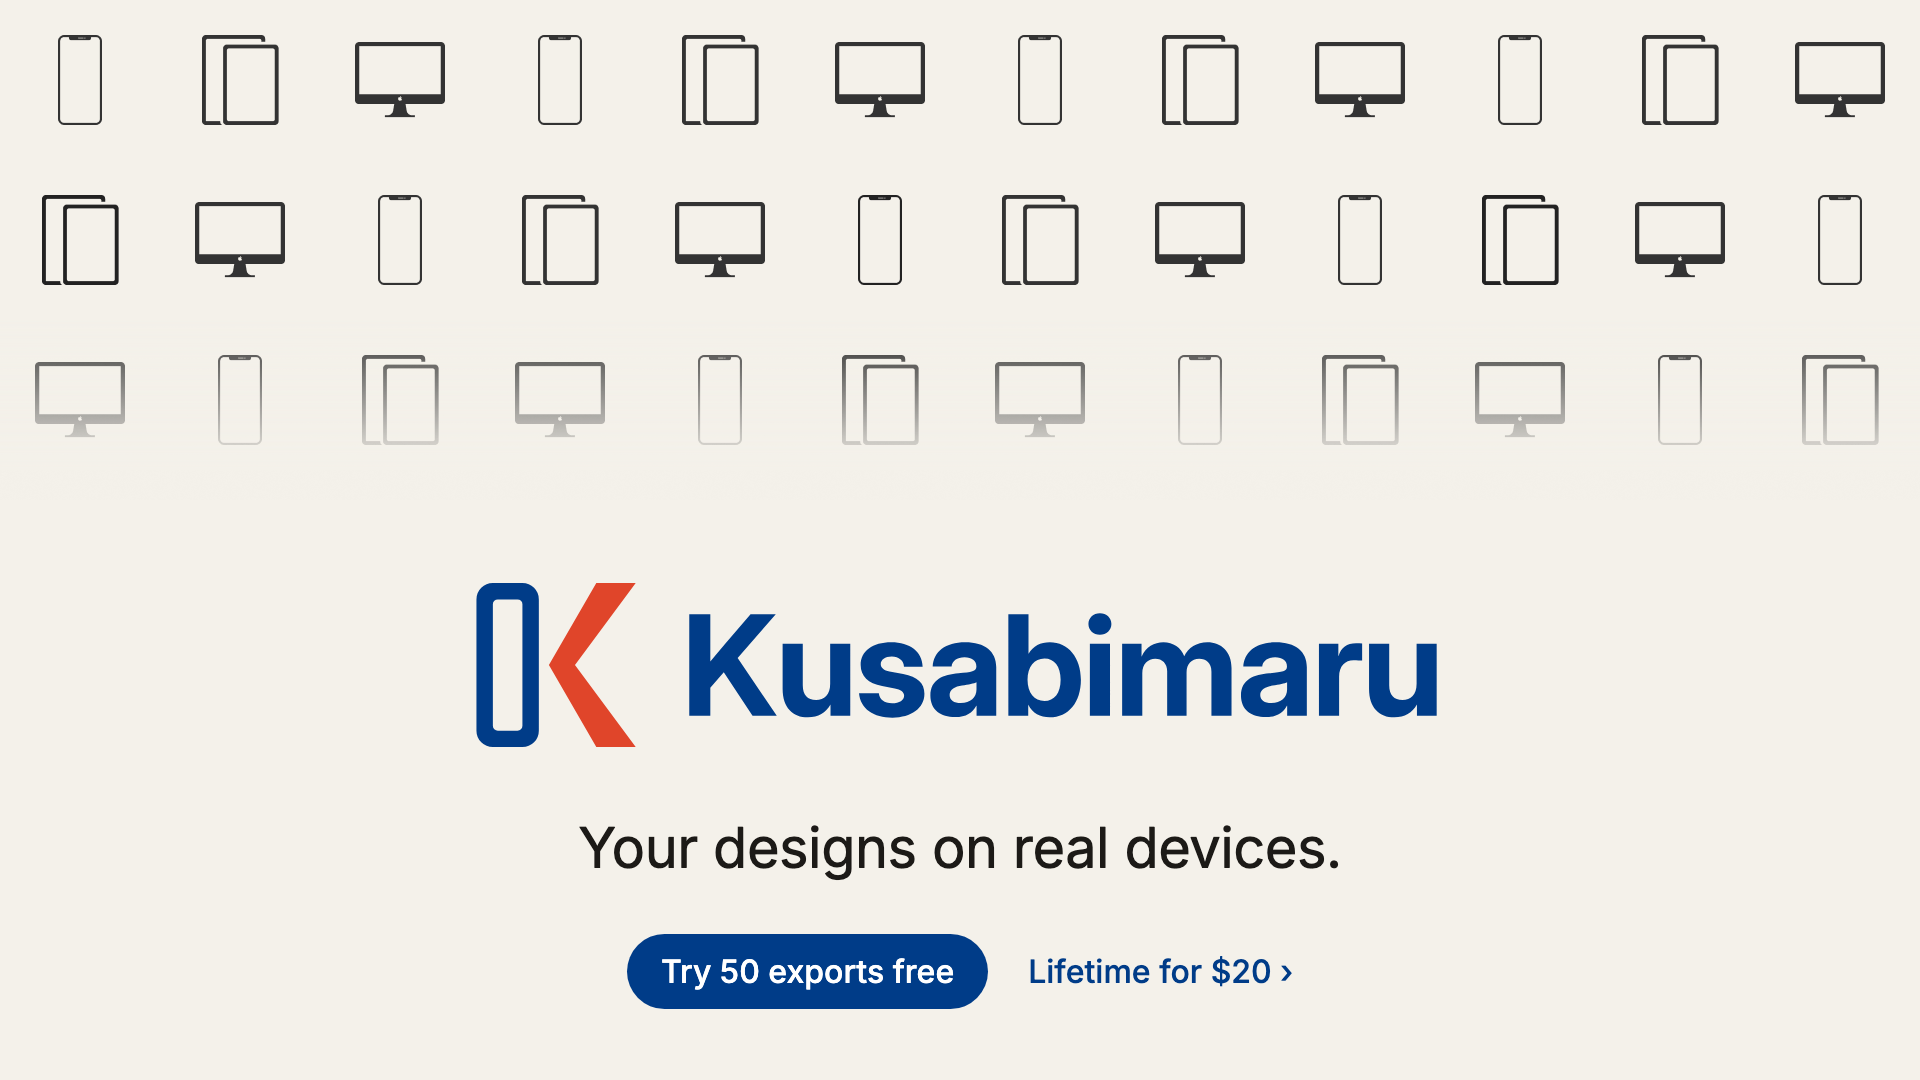 Kusabimaru
Your designs on real devices.
Try 50 exports free
Lifetime for $20 ›